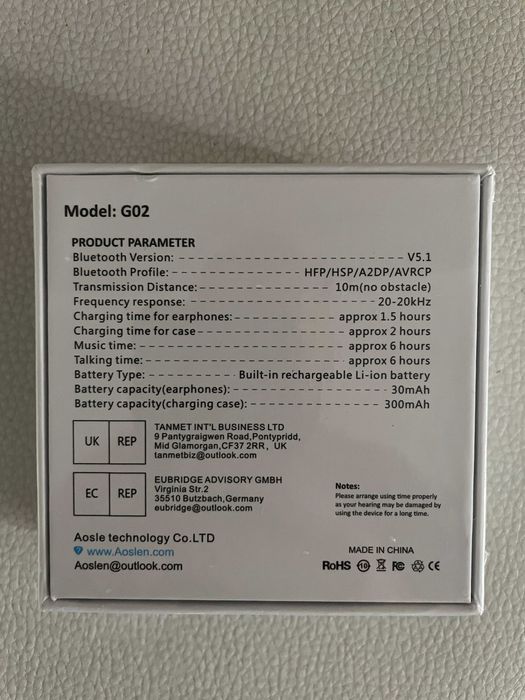 Model: G02
PRODUCT PARAMETER
Bluetooth Version: V5.1
Bluetooth Profile: HFP/HSP/A2DP/AVRCP
Transmission Distance: 10m(no obstacle)
Frequency response: 20-20kHz
Charging time for earphones: approx 1.5 hours
Charging time for case approx 2 hours
Music time: approx 6 hours
Talking time: approx 6 hours
Battery Type: Built-in rechargeable Li-ion battery
Battery capacity(earphones): 30mAh
Battery capacity(charging case): 300mAh
UK REP
TANMET INT'L BUSINESS LTD
9 Pantygraigwen Road,Pontypridd,
Mid Glamorgan,CF37 2RR, UK
tanmetbiz@outlook.com
EC REP
EUBRIDGE ADVISORY GMBH
Virginia Str.2
35510 Butzbach,Germany
eubridge@outlook.com
Notes:
Please arrange using time properly
as your hearing may be damaged by
using the device for a long time.
Aosle technology Co.LTD
www.Aoslen.com
Aoslen@outlook.com
MADE IN CHINA
RoHS 10 FC CE